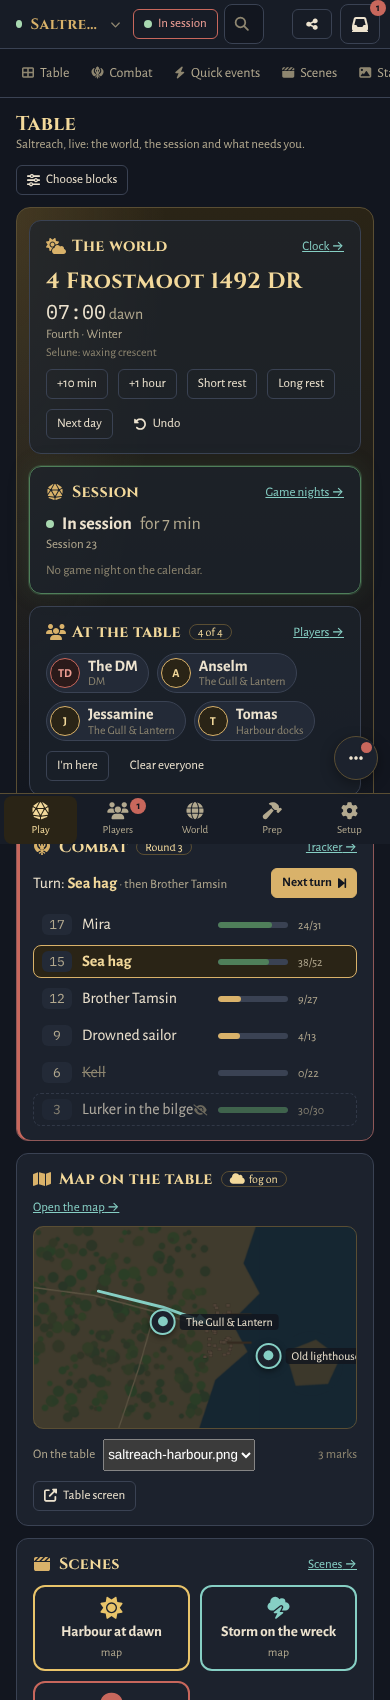 Saltre...
In session
1
Table
Combat
Quick events
Scenes
Sta
Table
Saltreach, live: the world, the session and what needs you.
Choose blocks
The world
Clock →
4 Frostmoot 1492 DR
07:00 dawn
Fourth · Winter
Selune: waxing crescent
+10 min
+1 hour
Short rest
Long rest
Next day
Undo
Session
Game nights →
In session for 7 min
Session 23
No game night on the calendar.
At the table
4 of 4
Players →
TD
The DM
DM
A
Anselm
The Gull & Lantern
J
Jessamine
The Gull & Lantern
T
Tomas
Harbour docks
I'm here
Clear everyone
Play
Players
1
World
Prep
Setup
Combat
Round 3
Tracker →
Turn: Sea hag · then Brother Tamsin
Next turn
17 Mira 24/31
15 Sea hag 38/52
12 Brother Tamsin 9/27
9 Drowned sailor 4/13
6 Kell 0/22
3 Lurker in the bilge 30/30
Map on the table
fog on
Open the map →
The Gull & Lantern
Old lighthouse
On the table
saltreach-harbour.png
3 marks
Table screen
Scenes
Scenes →
Harbour at dawn
map
Storm on the wreck
map